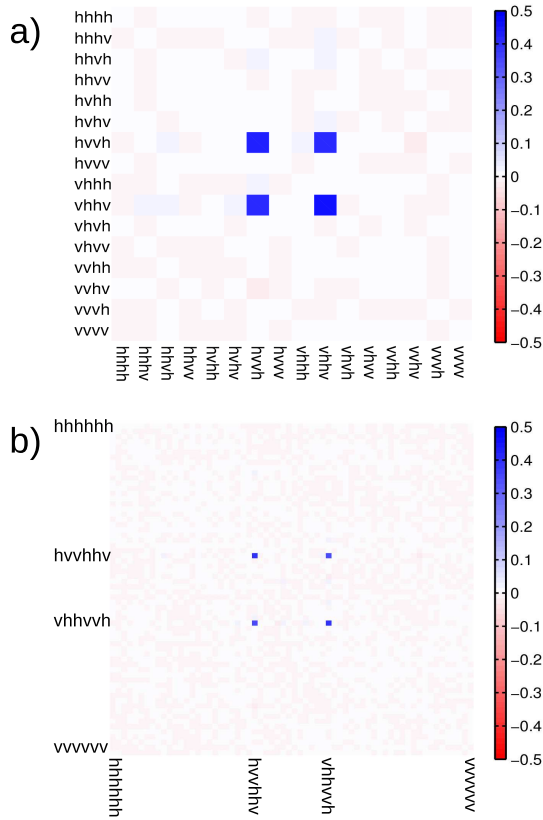 a)
hhhh
hhhv
hhvh
hhvv
hvhh
hvhv
hvvh
hvvv
vhhh
vhhv
vhvh
vhvv
vvhh
vvhv
vvvh
vvvv
hhhh hhhv hhvh hhvv hvhh hvhv hvvh hvvv vhhh vhhv vhvh vhvv vvhh vvhv vvvh vvvv
0.5
0.4
0.3
0.2
0.1
0
−0.1
−0.2
−0.3
−0.4
−0.5
b)
hhhhhh
hvvhhv
vhhvvh
vvvvvv
hhhhhh hvvhhv vhhvvh vvvvvv
0.5
0.4
0.3
0.2
0.1
0
−0.1
−0.2
−0.3
−0.4
−0.5